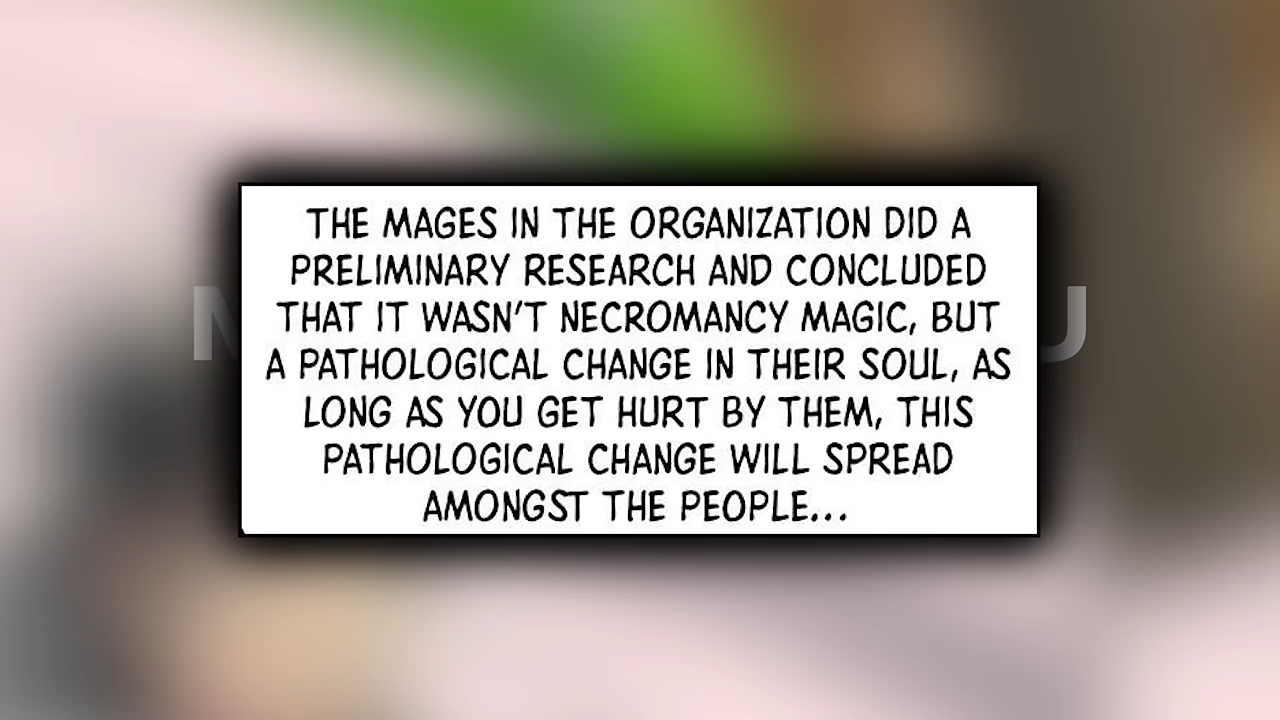 THE MAGES IN THE ORGANIZATION DID A
PRELIMINARY RESEARCH AND CONCLUDED
THAT IT WASN'T NECROMANCY MAGIC, BUT
A PATHOLOGICAL CHANGE IN THEIR SOUL, AS
LONG AS YOU GET HURT BY THEM, THIS
PATHOLOGICAL CHANGE WILL SPREAD
AMONGST THE PEOPLE...